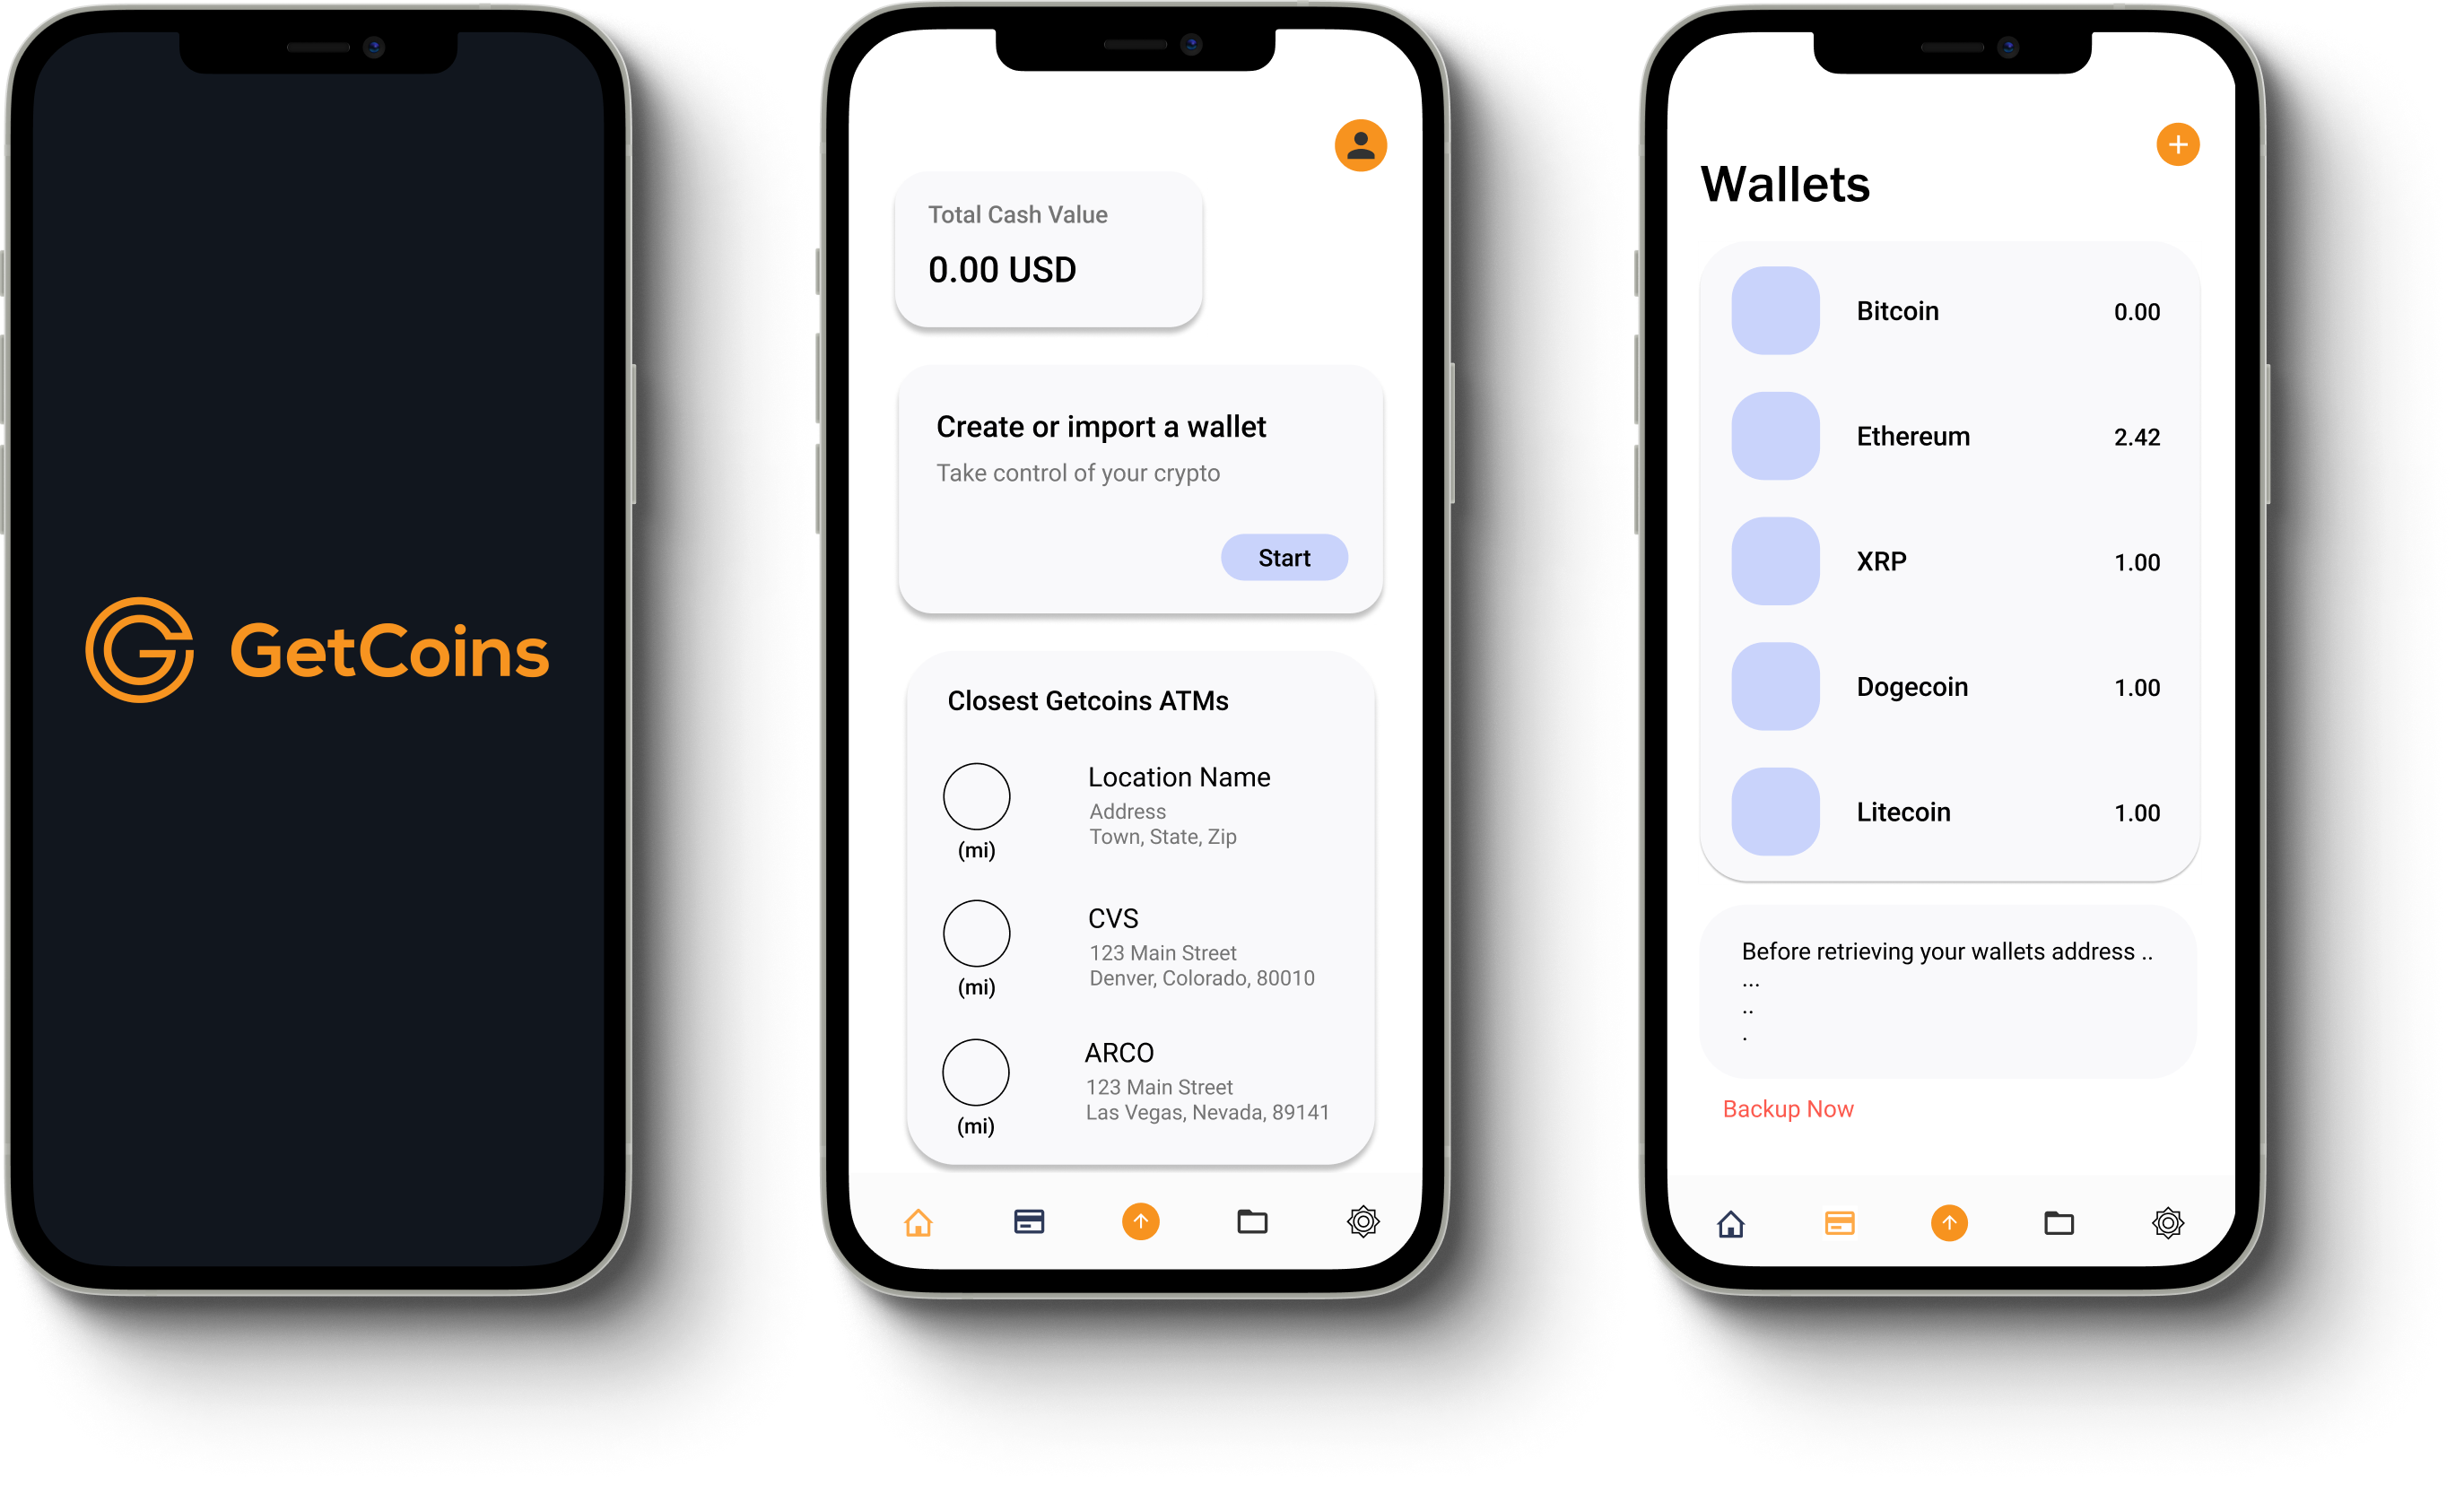 GetCoins
Total Cash Value
0.00 USD
Create or import a wallet
Take control of your crypto
Start
Closest Getcoins ATMs
Location Name
Address
Town, State, Zip
(mi)
CVS
123 Main Street
Denver, Colorado, 80010
(mi)
ARCO
123 Main Street
Las Vegas, Nevada, 89141
(mi)
Wallets
Bitcoin 0.00
Ethereum 2.42
XRP 1.00
Dogecoin 1.00
Litecoin 1.00
Before retrieving your wallets address ..
...
..
.
Backup Now